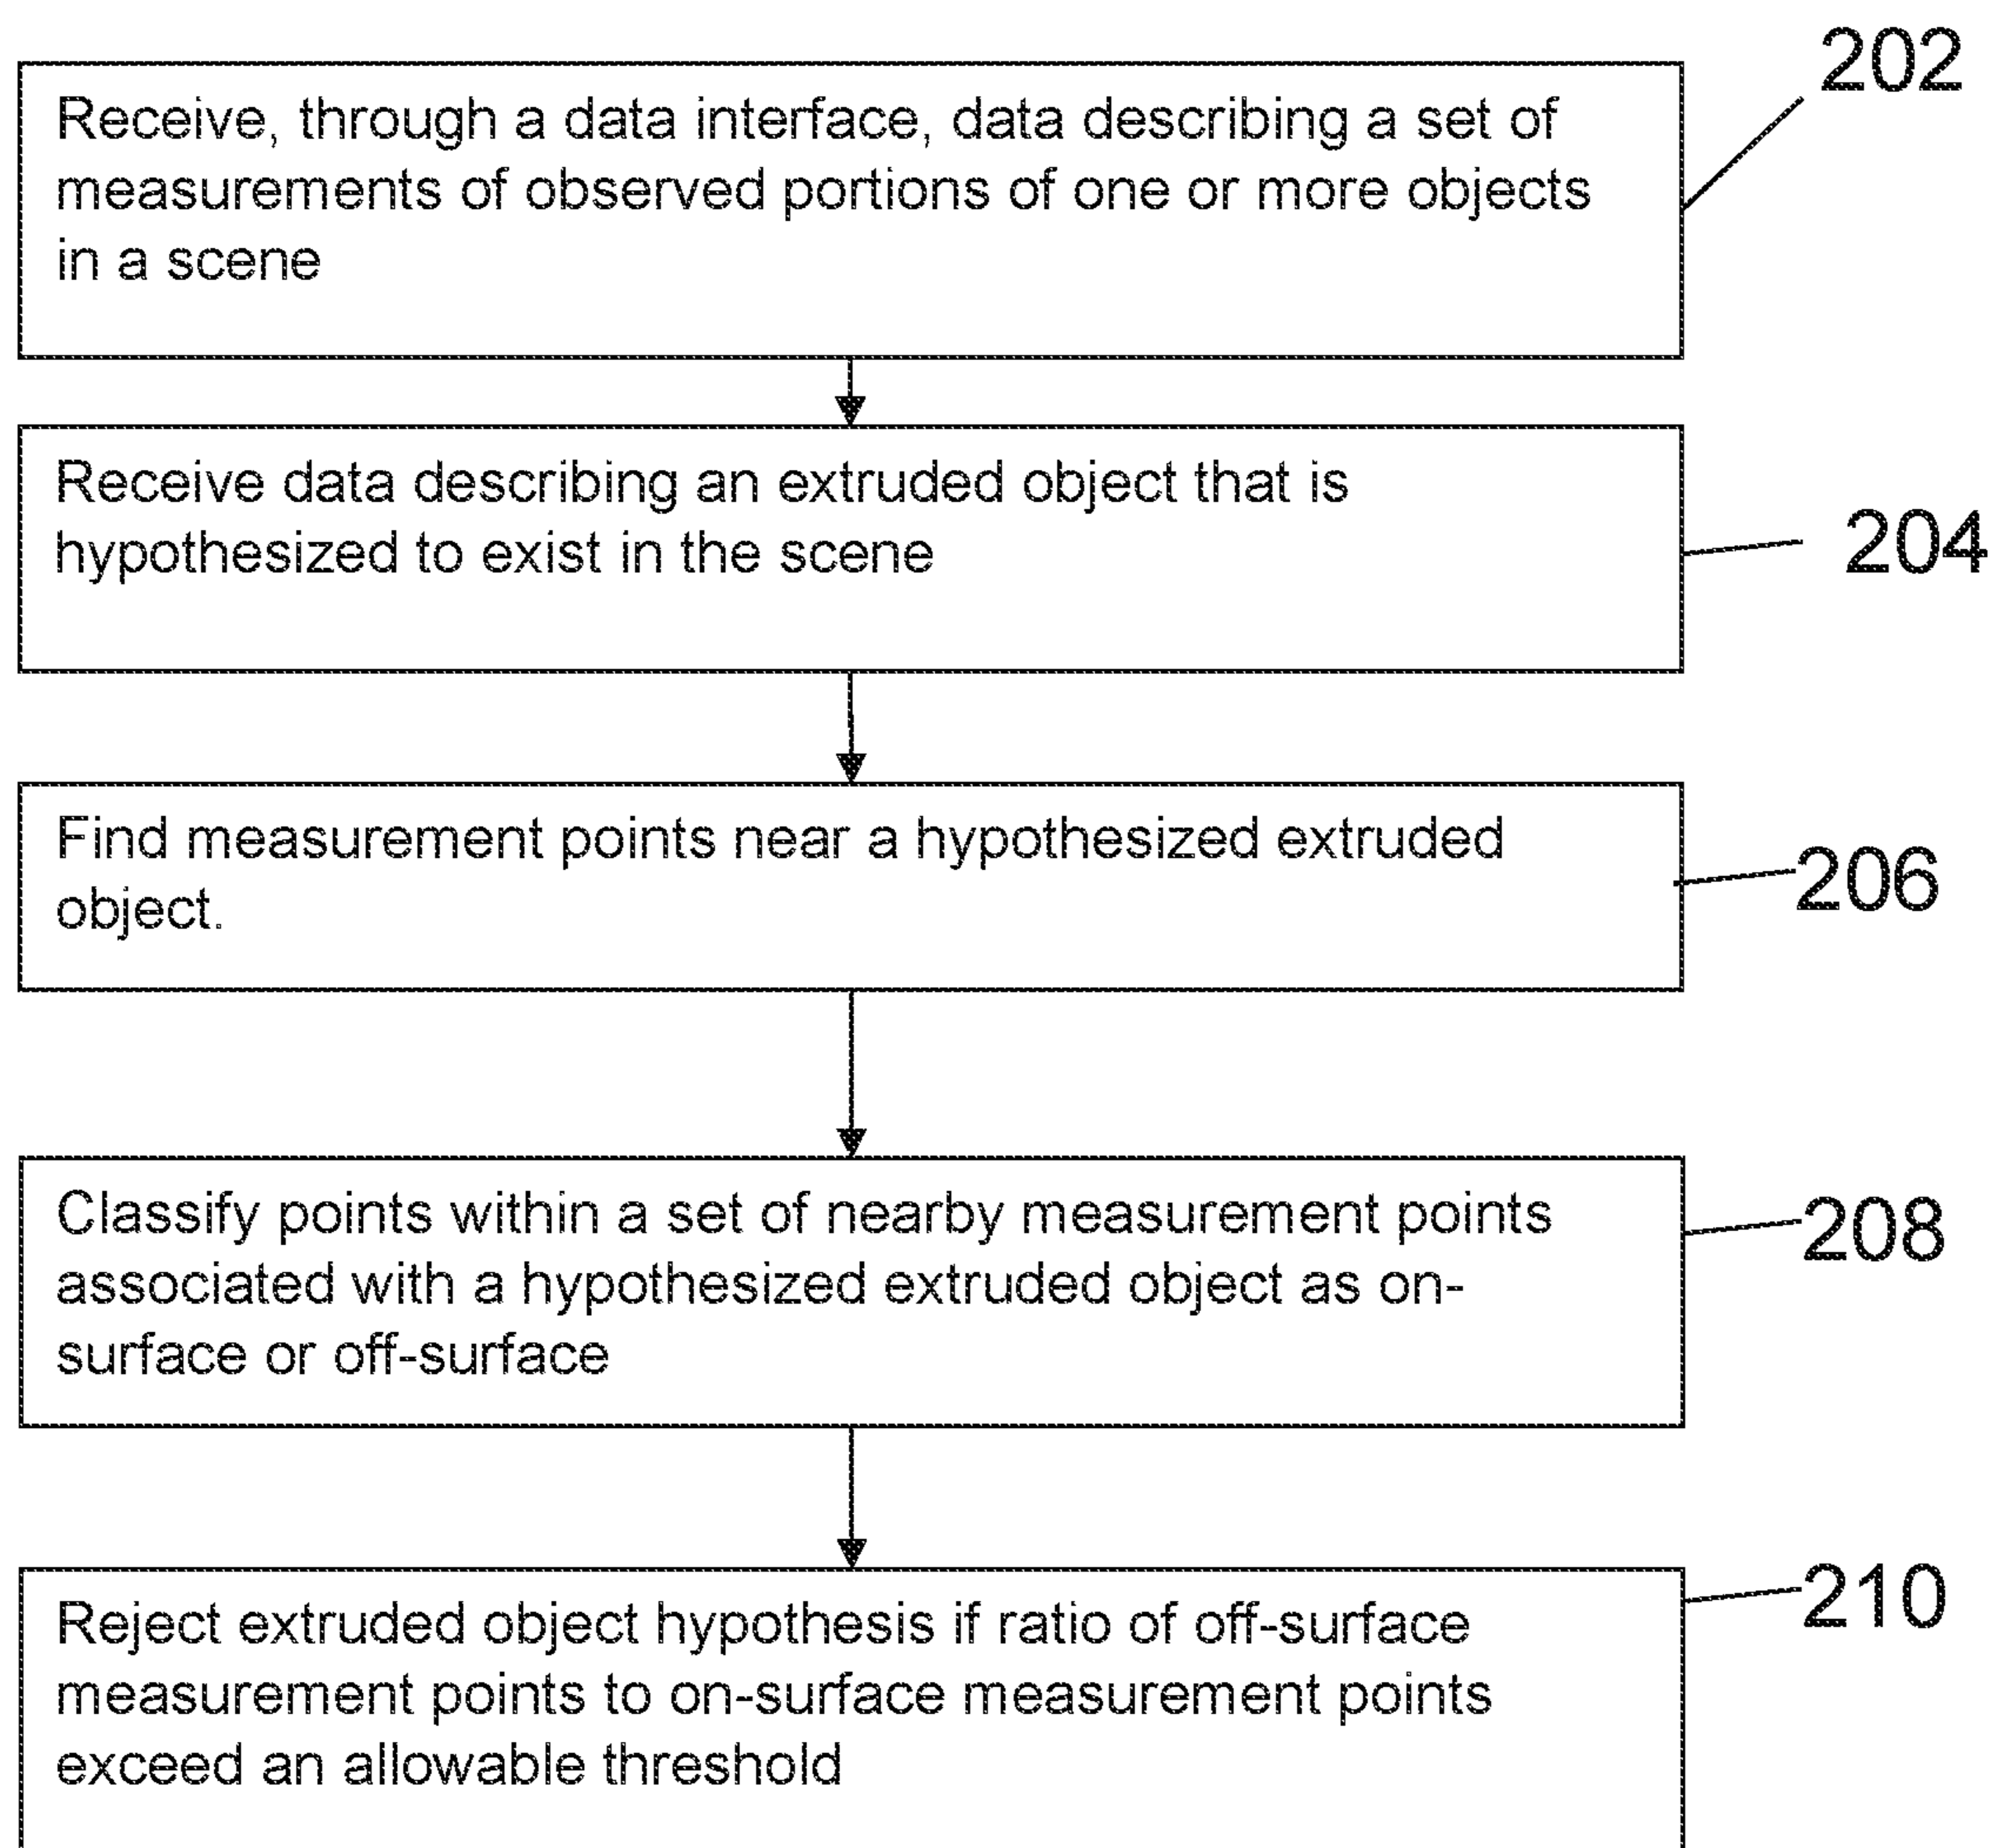 202
Receive, through a data interface, data describing a set of
measurements of observed portions of one or more objects
in a scene
Receive data describing an extruded object that is
hypothesized to exist in the scene
204
Find measurement points near a hypothesized extruded
object.
206
Classify points within a set of nearby measurement points
associated with a hypothesized extruded object as on-
surface or off-surface
208
Reject extruded object hypothesis if ratio of off-surface
measurement points to on-surface measurement points
exceed an allowable threshold
210